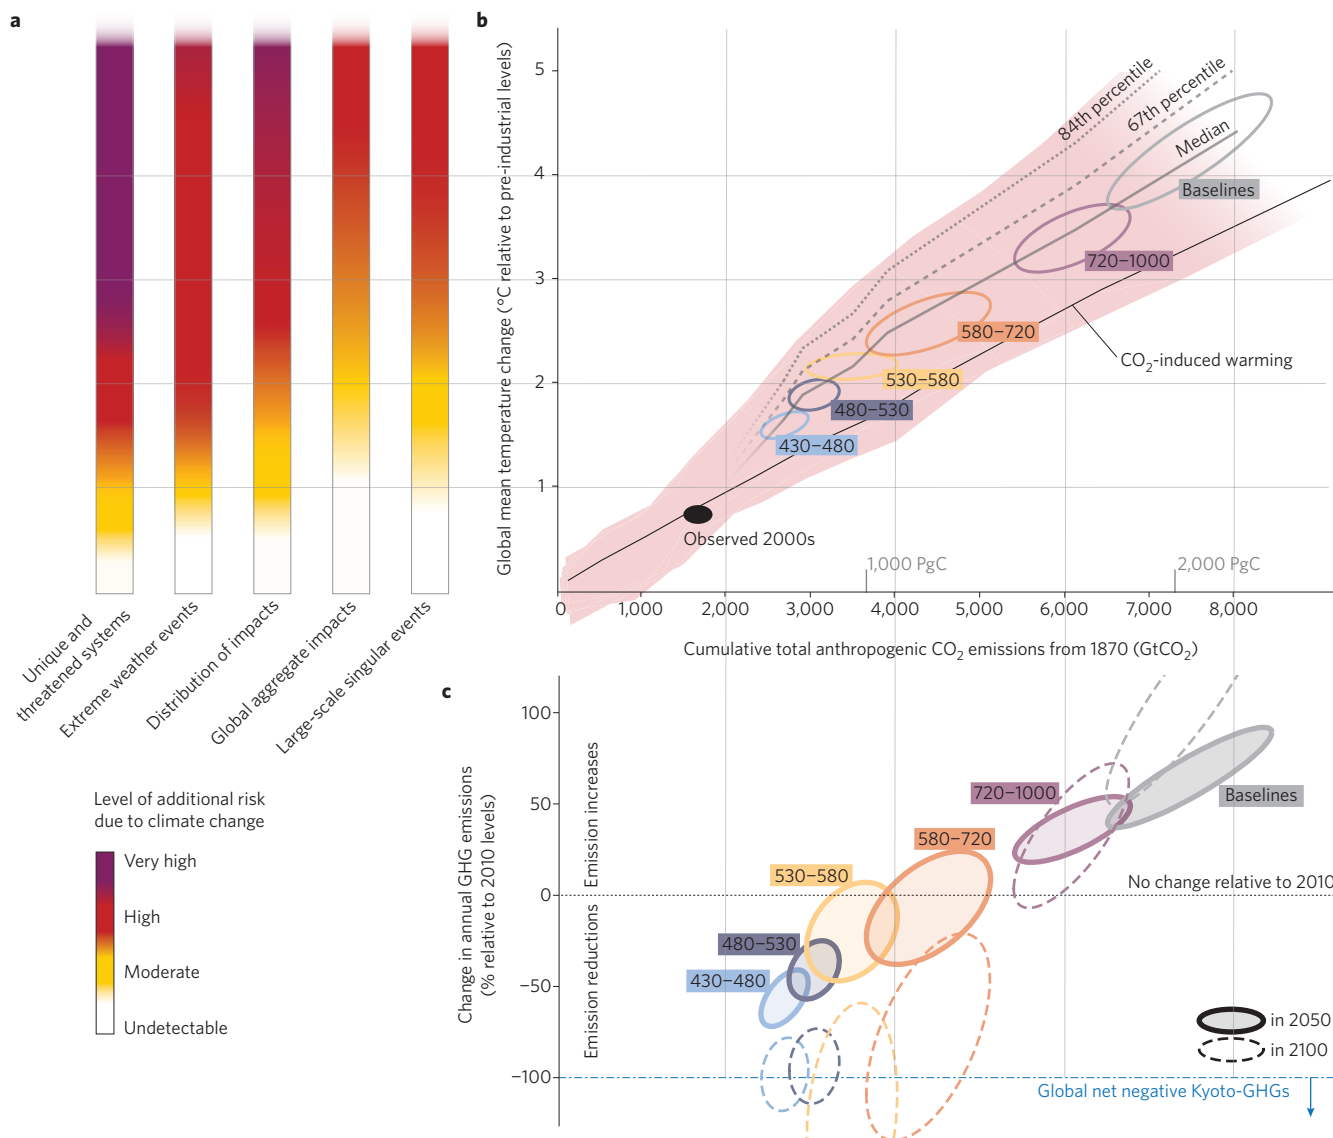 a
Unique and
threatened systems
Extreme weather events
Distribution of impacts
Global aggregate impacts
Large-scale singular events
Level of additional risk
due to climate change
Very high
High
Moderate
Undetectable
b
Global mean temperature change (°C relative to pre-industrial levels)
5
4
3
2
1
84th percentile
67th percentile
Median
Baselines
720–1000
580–720
CO2-induced warming
530–580
480–530
430–480
Observed 2000s
1,000 PgC
2,000 PgC
0
1,000
2,000
3,000
4,000
5,000
6,000
7,000
8,000
Cumulative total anthropogenic CO2 emissions from 1870 (GtCO2)
c
Change in annual GHG emissions
(% relative to 2010 levels)
100
50
0
–50
–100
Emission increases
Emission reductions
720–1000
Baselines
580–720
530–580
No change relative to 2010
480–530
430–480
in 2050
in 2100
Global net negative Kyoto-GHGs